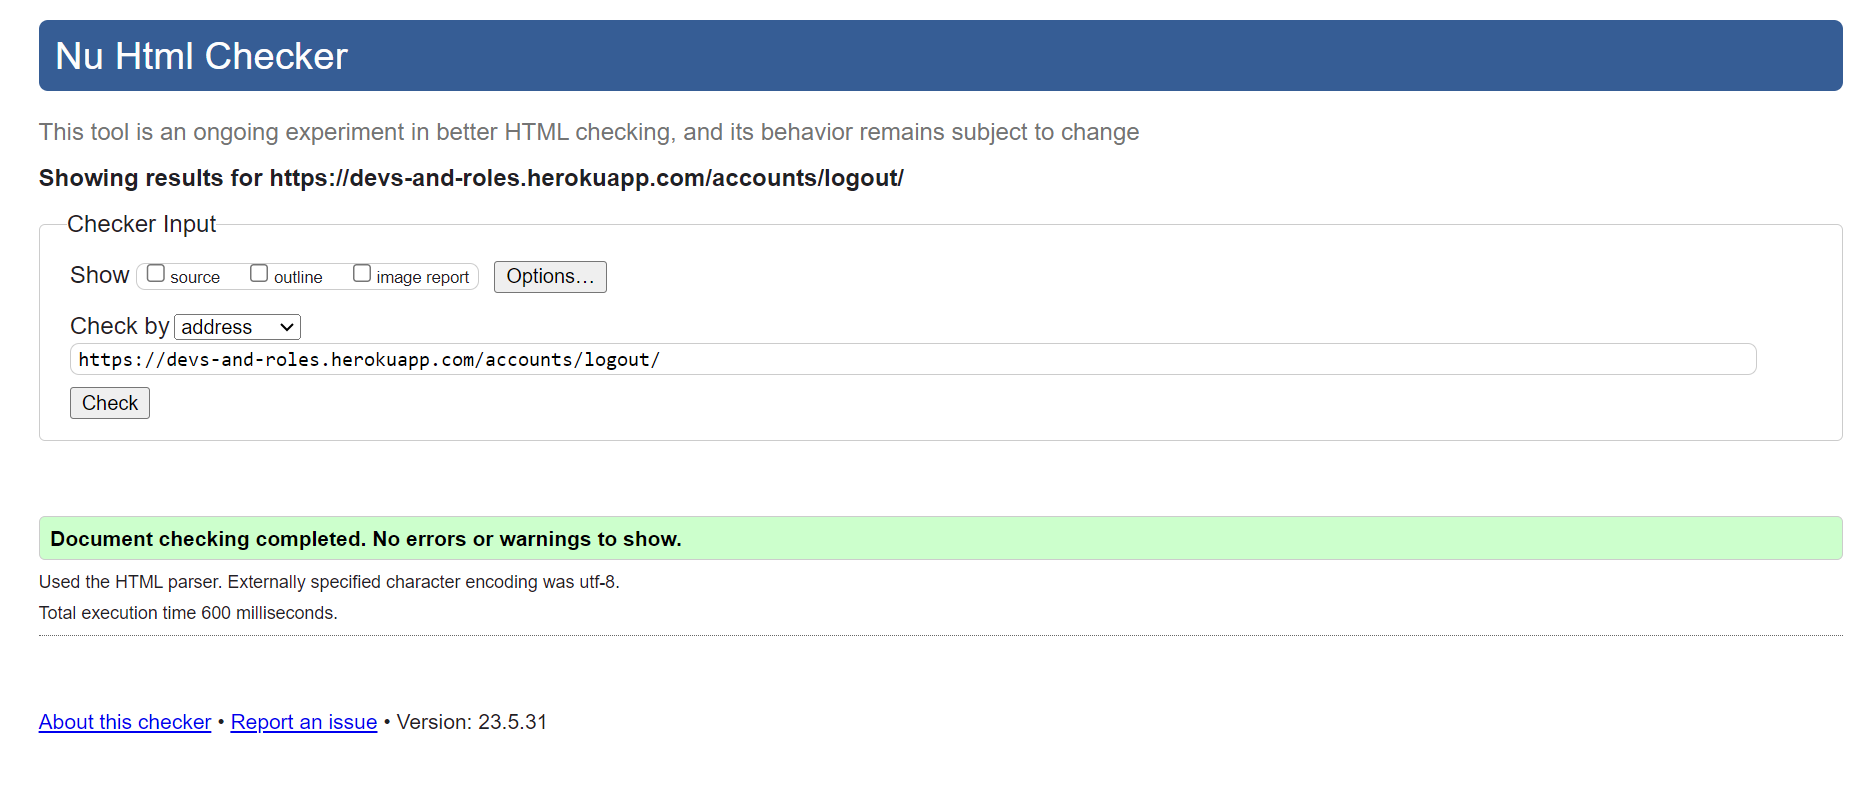 Nu Html Checker
This tool is an ongoing experiment in better HTML checking, and its behavior remains subject to change
Showing results for https://devs-and-roles.herokuapp.com/accounts/logout/
Checker Input
Show source outline image report Options...
Check by address
https://devs-and-roles.herokuapp.com/accounts/logout/
Check
Document checking completed. No errors or warnings to show.
Used the HTML parser. Externally specified character encoding was utf-8.
Total execution time 600 milliseconds.
About this checker • Report an issue • Version: 23.5.31